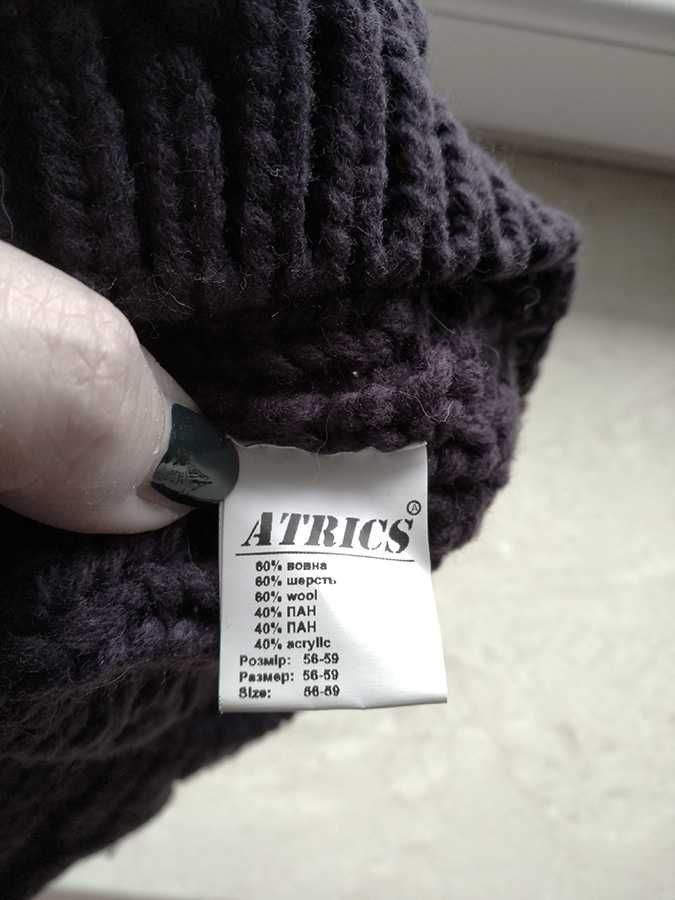 ATRICS
60% вовна
60% шерсть
60% wool
40% ПАН
40% ПАН
40% acrylic
Розмір: 56-59
Размер: 56-59
Size: 56-59